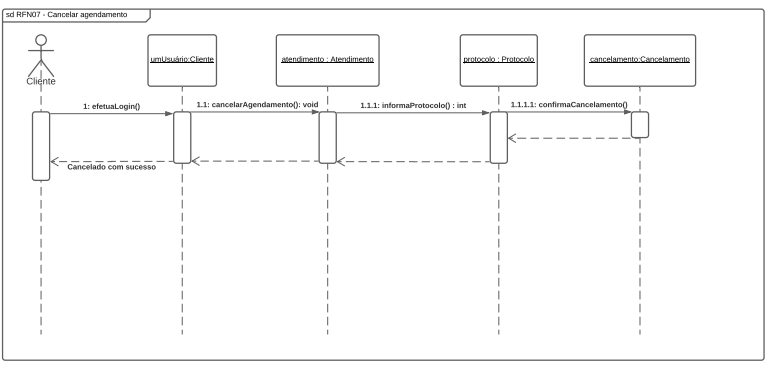 sd RFN07 - Cancelar agendamento
Cliente
umUsuário:Cliente
atendimento : Atendimento
protocolo : Protocolo
cancelamento:Cancelamento
1: efetuaLogin()
1.1: cancelarAgendamento(): void
1.1.1: informaProtocolo() : int
1.1.1.1: confirmaCancelamento()
Cancelado com sucesso